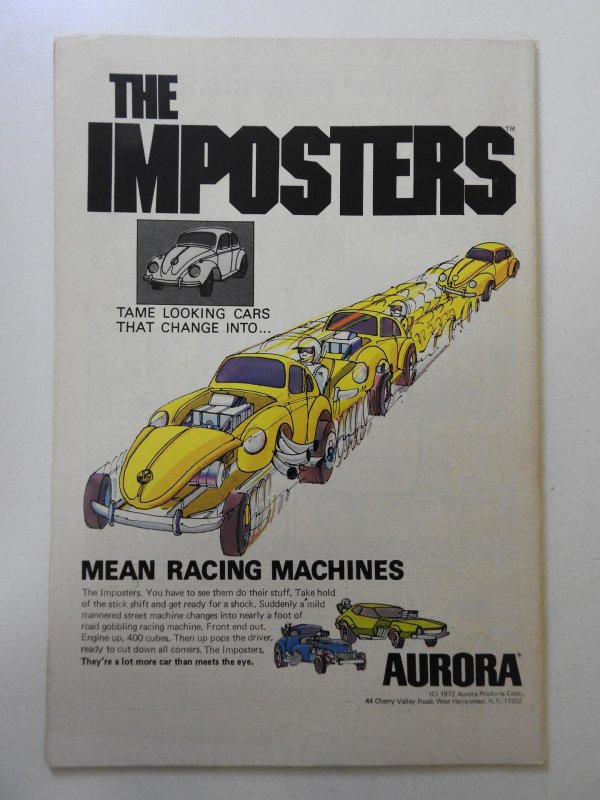 THE
IMPOSTERS™
TAME LOOKING CARS
THAT CHANGE INTO...
MEAN RACING MACHINES
The Imposters. You have to see them do their stuff. Take hold
of the stick shift and get ready for a shock. Suddenly a mild
mannered street machine changes into nearly a foot of
road gobbling racing machine. Front end out.
Engine up, 400 cubes. Then up pops the driver,
ready to cut down all comers. The Imposters.
They're a lot more car than meets the eye.
AURORA®
(C) 1972 Aurora Products Corp.,
44 Cherry Valley Road, West Hempstead, N.Y. 11552